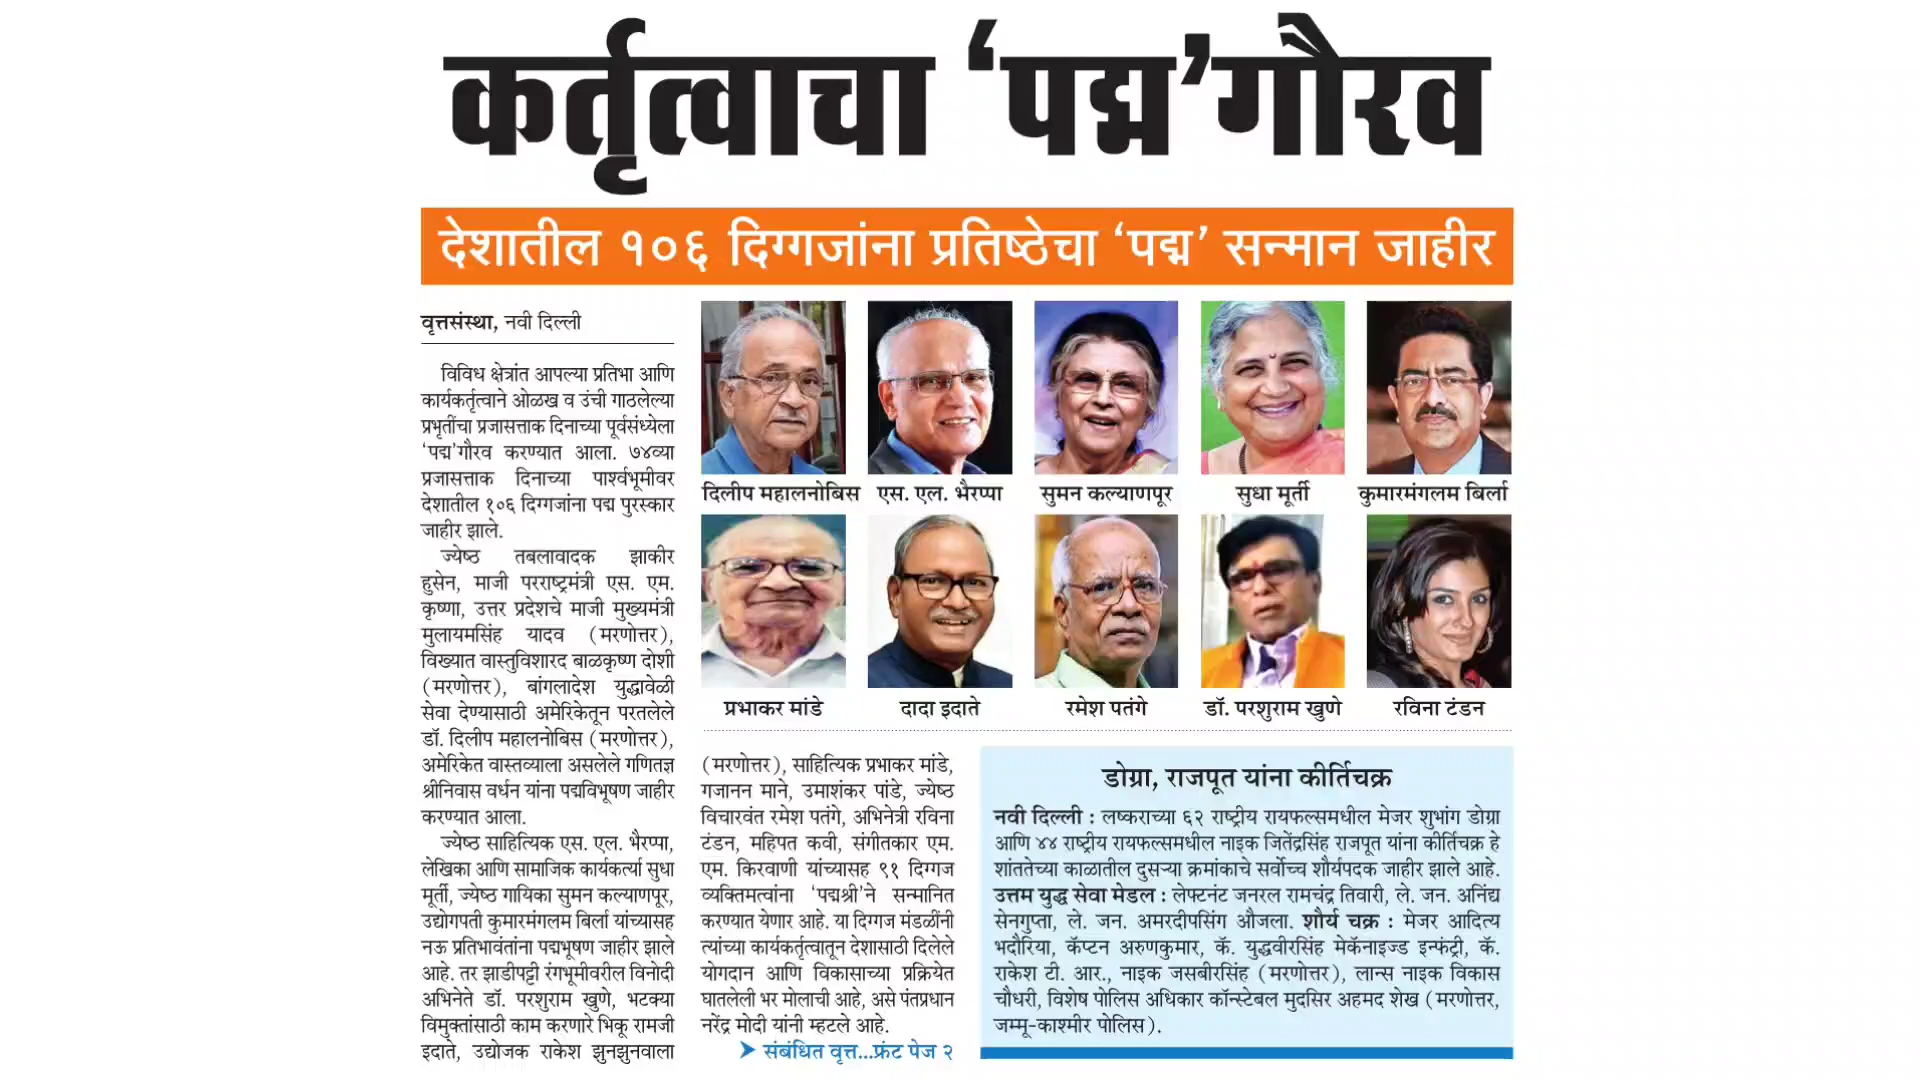 कर्तृत्वाचा ‘पद्म’गौरव
देशातील १०६ दिग्गजांना प्रतिष्ठेचा ‘पद्म’ सन्मान जाहीर
वृत्तसंस्था, नवी दिल्ली
विविध क्षेत्रांत आपल्या प्रतिभा आणि
कार्यकर्तृत्वाने ओळख व उंची गाठलेल्या
प्रभृतींचा प्रजासत्ताक दिनाच्या पूर्वसंध्येला
‘पद्म’गौरव करण्यात आला. ७४व्या
प्रजासत्ताक दिनाच्या पार्श्वभूमीवर
देशातील १०६ दिग्गजांना पद्म पुरस्कार
जाहीर झाले.
ज्येष्ठ तबलावादक झाकीर
हुसेन, माजी परराष्ट्रमंत्री एस. एम.
कृष्णा, उत्तर प्रदेशचे माजी मुख्यमंत्री
मुलायमसिंह यादव (मरणोत्तर),
विख्यात वास्तुविशारद बाळकृष्ण दोशी
(मरणोत्तर), बांगलादेश युद्धावेळी
सेवा देण्यासाठी अमेरिकेतून परतलेले
डॉ. दिलीप महालनोबिस (मरणोत्तर),
अमेरिकेत वास्तव्याला असलेले गणितज्ञ
श्रीनिवास वर्धन यांना पद्मविभूषण जाहीर
करण्यात आला.
ज्येष्ठ साहित्यिक एस. एल. भैरप्पा,
लेखिका आणि सामाजिक कार्यकर्त्या सुधा
मूर्ती, ज्येष्ठ गायिका सुमन कल्याणपूर,
उद्योगपती कुमारमंगलम बिर्ला यांच्यासह
नऊ प्रतिभावंतांना पद्मभूषण जाहीर झाले
आहे. तर झाडीपट्टी रंगभूमीवरील विनोदी
अभिनेते डॉ. परशुराम खुणे, भटक्या
विमुक्तांसाठी काम करणारे भिकू रामजी
इदाते, उद्योजक राकेश झुनझुनवाला
दिलीप महालनोबिस एस. एल. भैरप्पा सुमन कल्याणपूर सुधा मूर्ती कुमारमंगलम बिर्ला
प्रभाकर मांडे दादा इदाते रमेश पतंगे डॉ. परशुराम खुणे रविना टंडन
(मरणोत्तर), साहित्यिक प्रभाकर मांडे,
गजानन माने, उमाशंकर पांडे, ज्येष्ठ
विचारवंत रमेश पतंगे, अभिनेत्री रविना
टंडन, महिपत कवी, संगीतकार एम.
एम. किरवाणी यांच्यासह ९१ दिग्गज
व्यक्तिमत्वांना ‘पद्मश्री’ने सन्मानित
करण्यात येणार आहे. या दिग्गज मंडळींनी
त्यांच्या कार्यकर्तृत्वातून देशासाठी दिलेले
योगदान आणि विकासाच्या प्रक्रियेत
घातलेली भर मोलाची आहे, असे पंतप्रधान
नरेंद्र मोदी यांनी म्हटले आहे.
➤ संबंधित वृत्त...फ्रंट पेज २
डोग्रा, राजपूत यांना कीर्तिचक्र
नवी दिल्ली : लष्कराच्या ६२ राष्ट्रीय रायफल्समधील मेजर शुभांग डोग्रा
आणि ४४ राष्ट्रीय रायफल्समधील नाइक जितेंद्रसिंह राजपूत यांना कीर्तिचक्र हे
शांततेच्या काळातील दुसऱ्या क्रमांकाचे सर्वोच्च शौर्यपदक जाहीर झाले आहे.
उत्तम युद्ध सेवा मेडल : लेफ्टनंट जनरल रामचंद्र तिवारी, ले. जन. अनिंद्य
सेनगुप्ता, ले. जन. अमरदीपसिंग औजला. शौर्य चक्र : मेजर आदित्य
भदौरिया, कॅप्टन अरुणकुमार, कॅ. युद्धवीरसिंह मेकॅनाइज्ड इन्फंट्री, कॅ.
राकेश टी. आर., नाइक जसबीरसिंह (मरणोत्तर), लान्स नाइक विकास
चौधरी, विशेष पोलिस अधिकार कॉन्स्टेबल मुदसिर अहमद शेख (मरणोत्तर,
जम्मू-काश्मीर पोलिस).